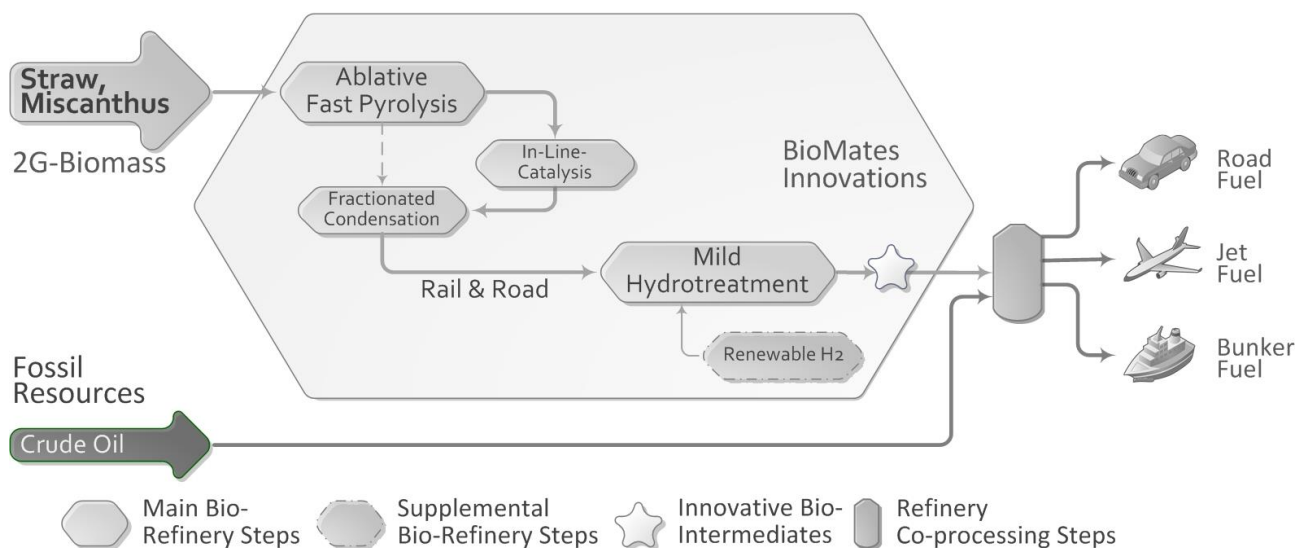 Straw,
Miscanthus
2G-Biomass
Ablative
Fast Pyrolysis
In-Line-
Catalysis
Fractionated
Condensation
BioMates
Innovations
Rail & Road
Mild
Hydrotreatment
Renewable H2
Road
Fuel
Jet
Fuel
Bunker
Fuel
Fossil
Resources
Crude Oil
Main Bio-
Refinery Steps
Supplemental
Bio-Refinery Steps
Innovative Bio-
Intermediates
Refinery
Co-processing Steps